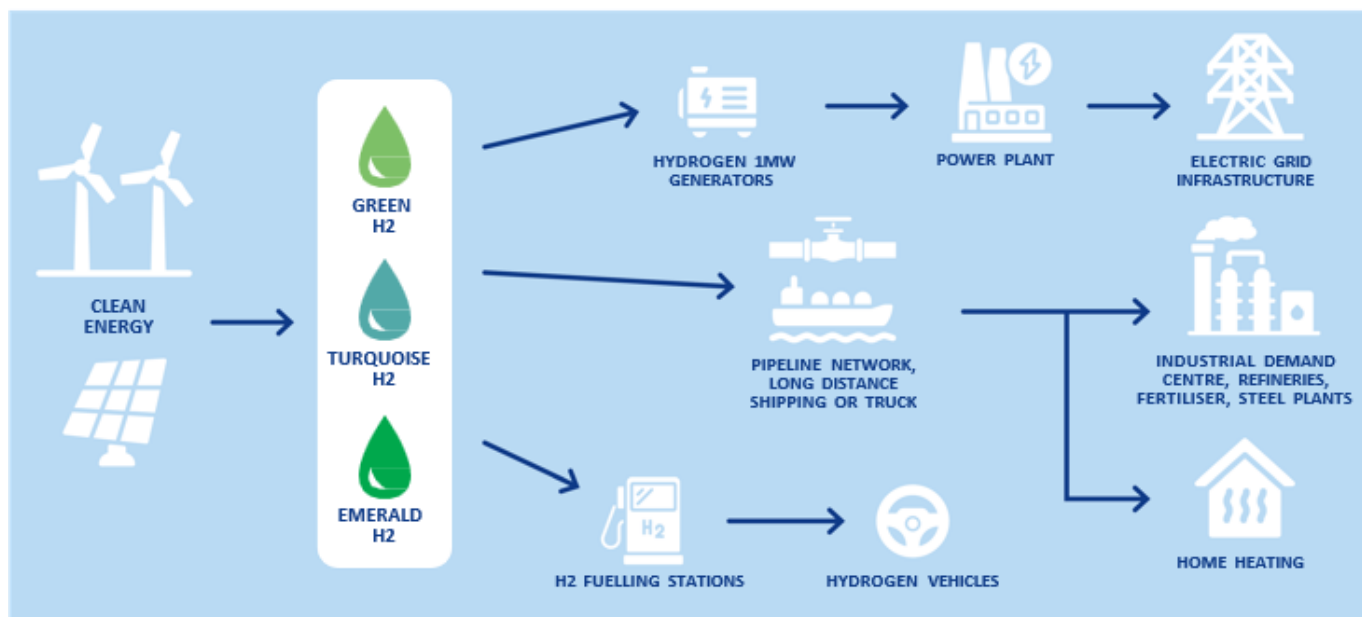 CLEAN
ENERGY
GREEN
H2
TURQUOISE
H2
EMERALD
H2
HYDROGEN 1MW
GENERATORS
POWER PLANT
ELECTRIC GRID
INFRASTRUCTURE
PIPELINE NETWORK,
LONG DISTANCE
SHIPPING OR TRUCK
INDUSTRIAL DEMAND
CENTRE, REFINERIES,
FERTILISER, STEEL PLANTS
H2
H2 FUELLING STATIONS
HYDROGEN VEHICLES
HOME HEATING